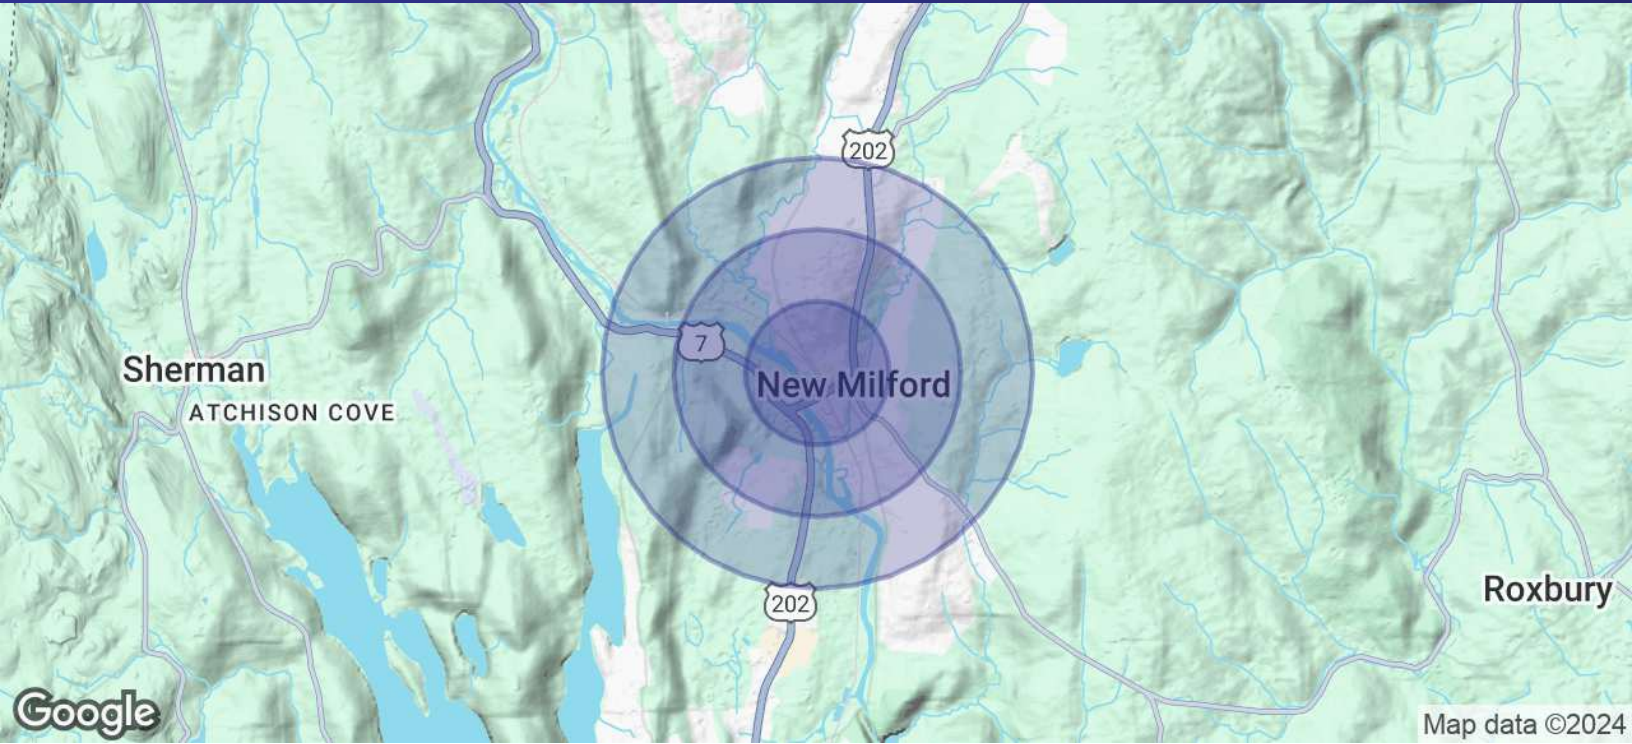 202
7
New Milford
Sherman
ATCHISON COVE
202
Roxbury
Google
Map data ©2024